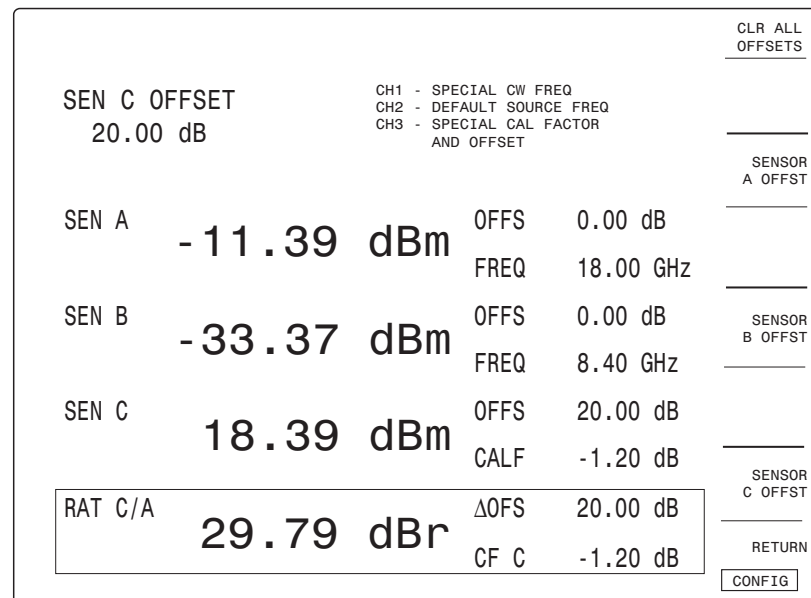 CLR ALL
OFFSETS
SEN C OFFSET
20.00 dB
CH1 - SPECIAL CW FREQ
CH2 - DEFAULT SOURCE FREQ
CH3 - SPECIAL CAL FACTOR
AND OFFSET
SENSOR
A OFFST
SEN A
-11.39 dBm
OFFS 0.00 dB
FREQ 18.00 GHz
SEN B
-33.37 dBm
OFFS 0.00 dB
FREQ 8.40 GHz
SENSOR
B OFFST
SEN C
18.39 dBm
OFFS 20.00 dB
CALF -1.20 dB
SENSOR
C OFFST
RAT C/A
29.79 dBr
∆OFS 20.00 dB
CF C -1.20 dB
RETURN
CONFIG